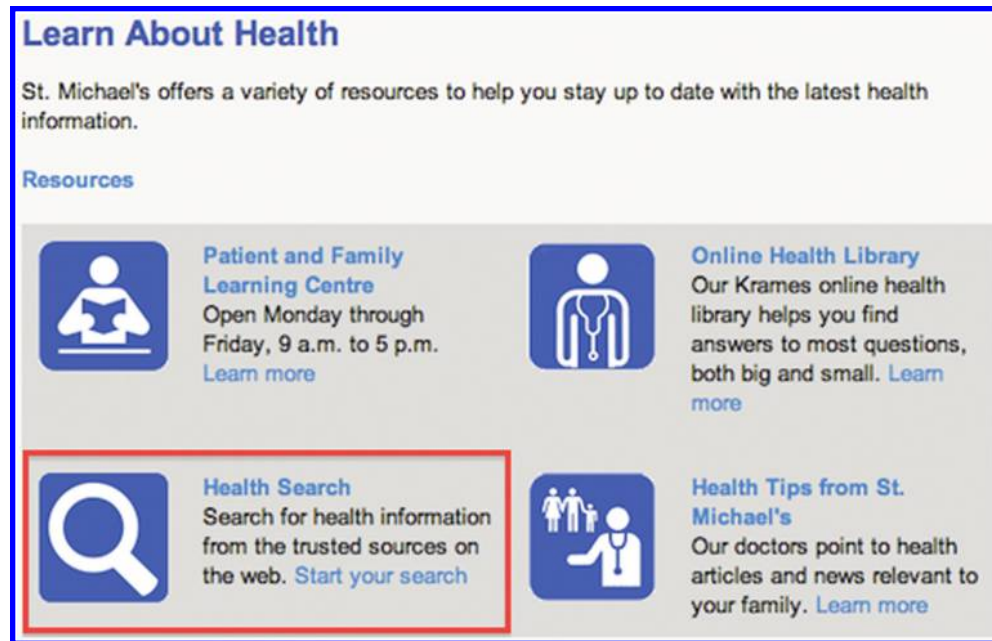 Learn About Health
St. Michael's offers a variety of resources to help you stay up to date with the latest health
information.
Resources
Patient and Family
Learning Centre
Open Monday through
Friday, 9 a.m. to 5 p.m.
Learn more
Online Health Library
Our Krames online health
library helps you find
answers to most questions,
both big and small. Learn
more
Health Search
Search for health information
from the trusted sources on
the web. Start your search
Health Tips from St.
Michael's
Our doctors point to health
articles and news relevant to
your family. Learn more